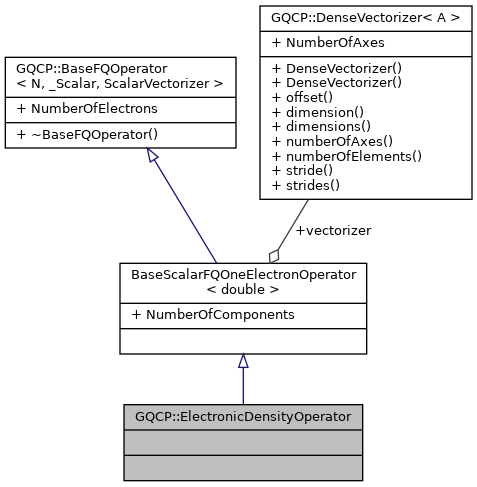 GQCP::DenseVectorizer< A >
+ NumberOfAxes
+ DenseVectorizer()
+ DenseVectorizer()
+ offset()
+ dimension()
+ dimensions()
+ numberOfAxes()
+ numberOfElements()
+ stride()
+ strides()
GQCP::BaseFQOperator
< N, _Scalar, ScalarVectorizer >
+ NumberOfElectrons
+ ~BaseFQOperator()
+vectorizer
BaseScalarFQOneElectronOperator
< double >
+ NumberOfComponents
GQCP::ElectronicDensityOperator